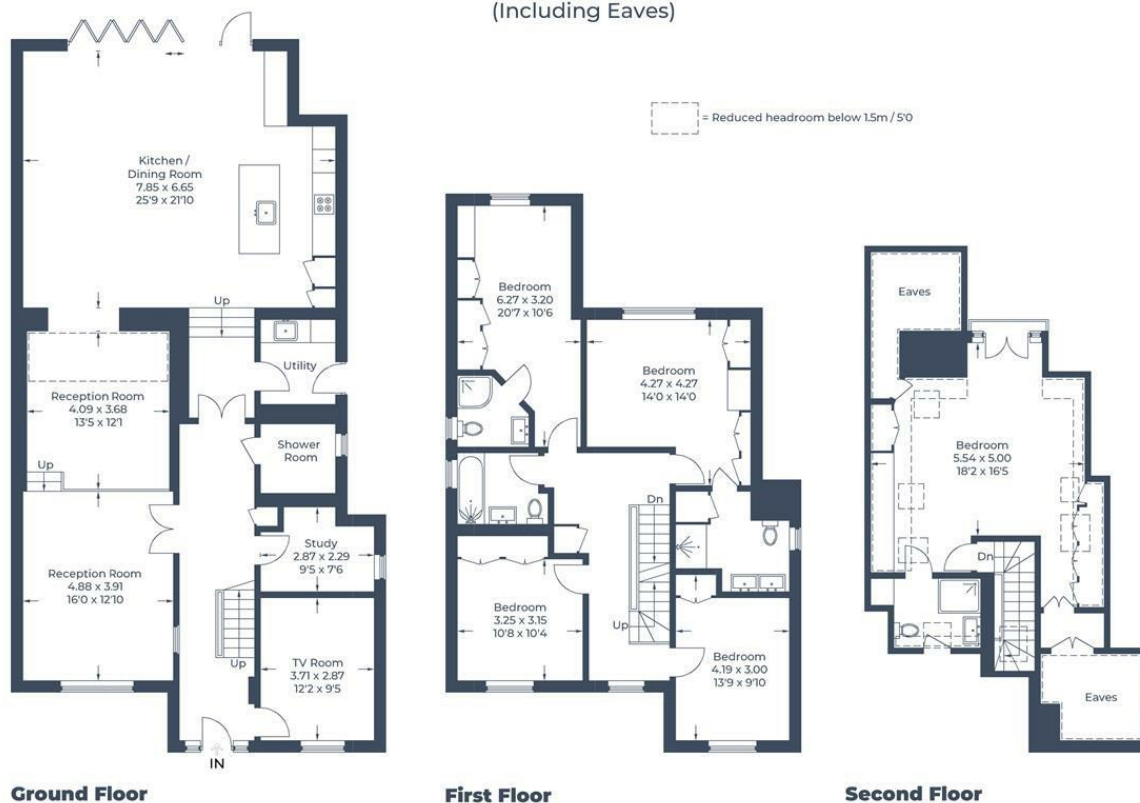 (Including Eaves)
= Reduced headroom below 1.5m / 5'0
Kitchen /
Dining Room
7.85 x 6.65
25'9 x 21'10
Up
Utility
Reception Room
4.09 x 3.68
13'5 x 12'1
Shower
Room
Up
Study
2.87 x 2.29
9'5 x 7'6
Reception Room
4.88 x 3.91
16'0 x 12'10
Up
TV Room
3.71 x 2.87
12'2 x 9'5
IN
Ground Floor
Bedroom
6.27 x 3.20
20'7 x 10'6
Bedroom
4.27 x 4.27
14'0 x 14'0
Dn
Bedroom
3.25 x 3.15
10'8 x 10'4
Up
Bedroom
4.19 x 3.00
13'9 x 9'10
First Floor
Eaves
Bedroom
5.54 x 5.00
18'2 x 16'5
Dn
Eaves
Second Floor